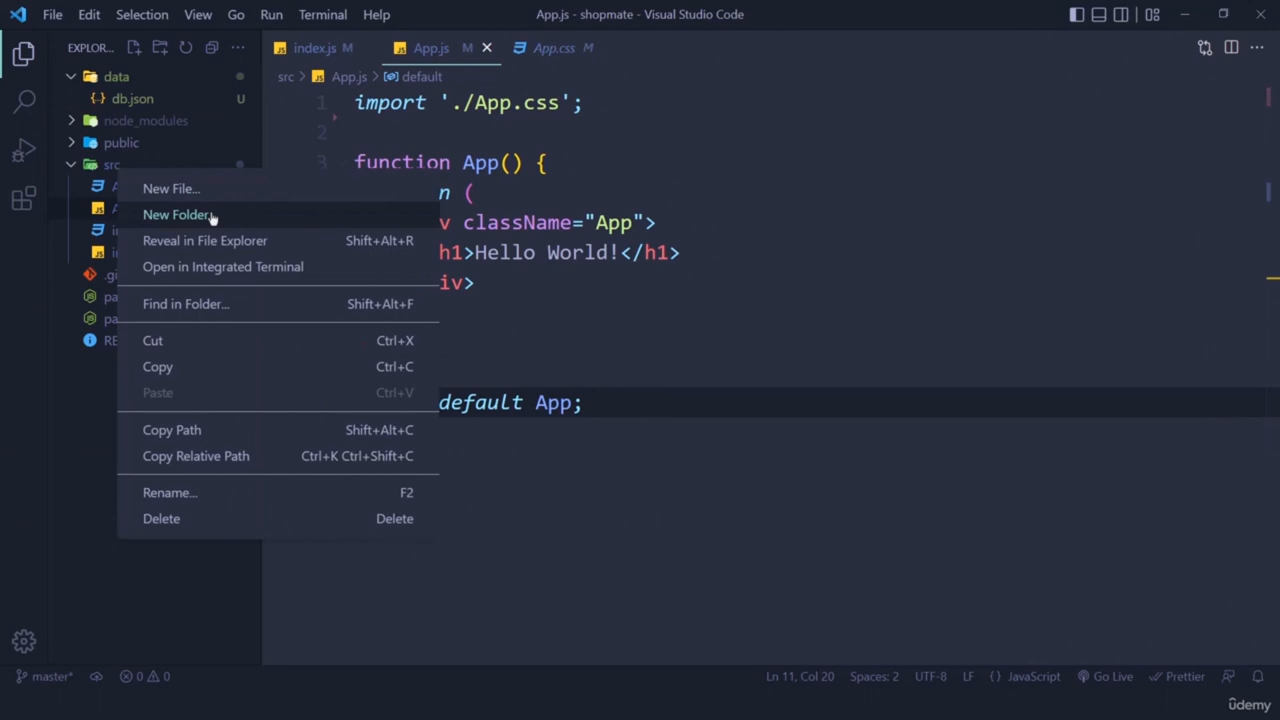 File Edit Selection View Go Run Terminal Help App.js - shopmate - Visual Studio Code
EXPLOR... index.js M App.js M App.css M
data
db.json U
node_modules
public
src
src > App.js > default
1 import './App.css';
2
3 function App() {
n (
v className="App">
h1>Hello World!</h1>
iv>
default App;
New File...
New Folder...
Reveal in File Explorer Shift+Alt+R
Open in Integrated Terminal
Find in Folder... Shift+Alt+F
Cut Ctrl+X
Copy Ctrl+C
Paste Ctrl+V
Copy Path Shift+Alt+C
Copy Relative Path Ctrl+K Ctrl+Shift+C
Rename... F2
Delete Delete
master* 0 0 Ln 11, Col 20 Spaces: 2 UTF-8 LF {} JavaScript Go Live Prettier
udemy